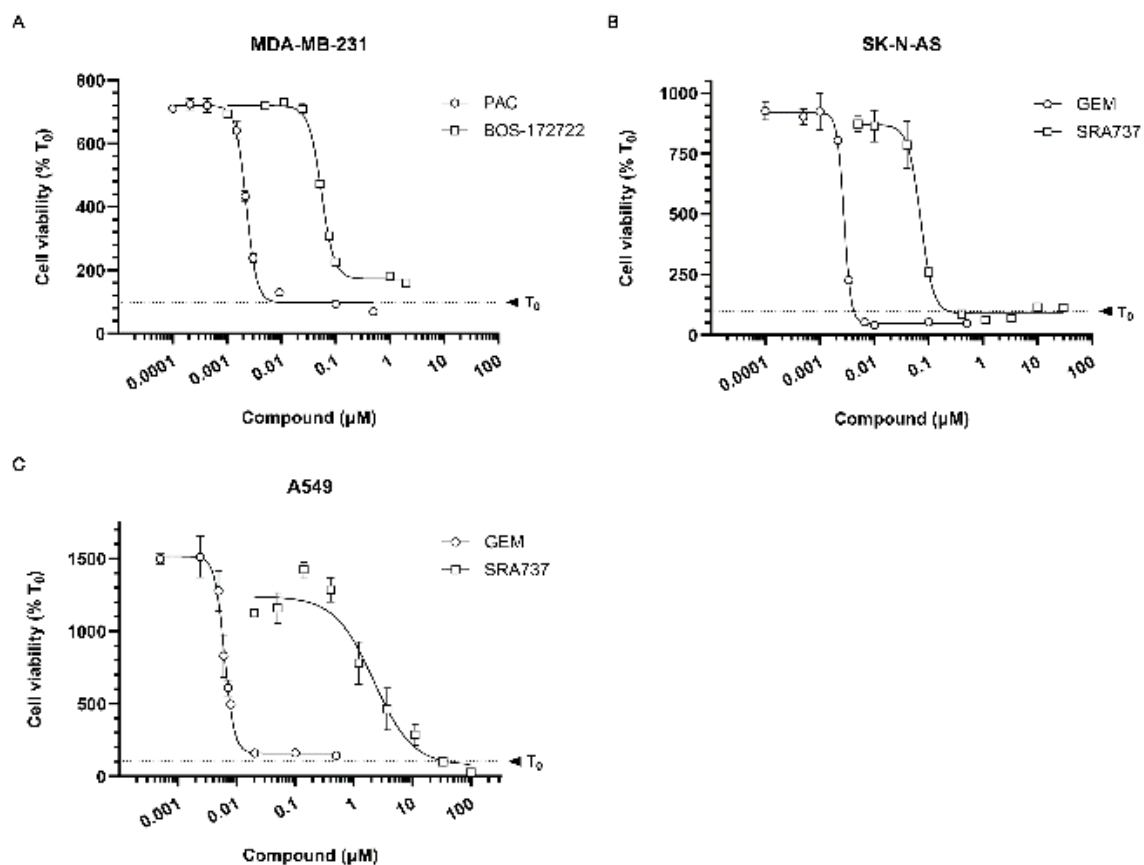 A
MDA-MB-231
Cell viability (% T₀)
800
600
400
200
0
0.0001
0.001
0.01
0.1
1
10
100
Compound (µM)
PAC
BOS-172722
T₀
B
SK-N-AS
Cell viability (% T₀)
1000
750
500
250
0
0.0001
0.001
0.01
0.1
1
10
100
Compound (µM)
GEM
SRA737
T₀
C
A549
Cell viability (% T₀)
1500
1000
500
0
0.001
0.01
0.1
1
10
100
Compound (µM)
GEM
SRA737
T₀